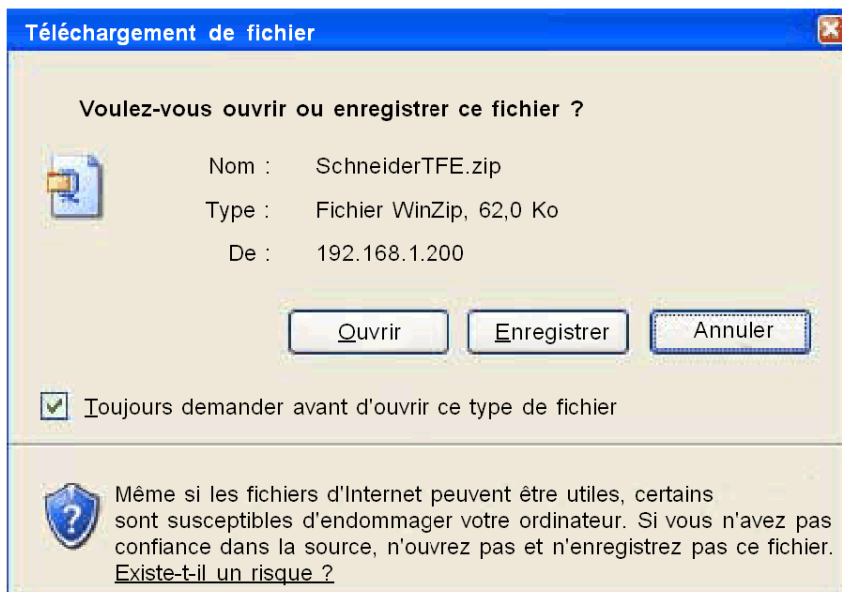 Téléchargement de fichier
Voulez-vous ouvrir ou enregistrer ce fichier ?
Nom : SchneiderTFE.zip
Type : Fichier WinZip, 62,0 Ko
De : 192.168.1.200
Ouvrir Enregistrer Annuler
Toujours demander avant d'ouvrir ce type de fichier
Même si les fichiers d'Internet peuvent être utiles, certains
sont susceptibles d'endommager votre ordinateur. Si vous n'avez pas
confiance dans la source, n'ouvrez pas et n'enregistrez pas ce fichier.
Existe-t-il un risque ?